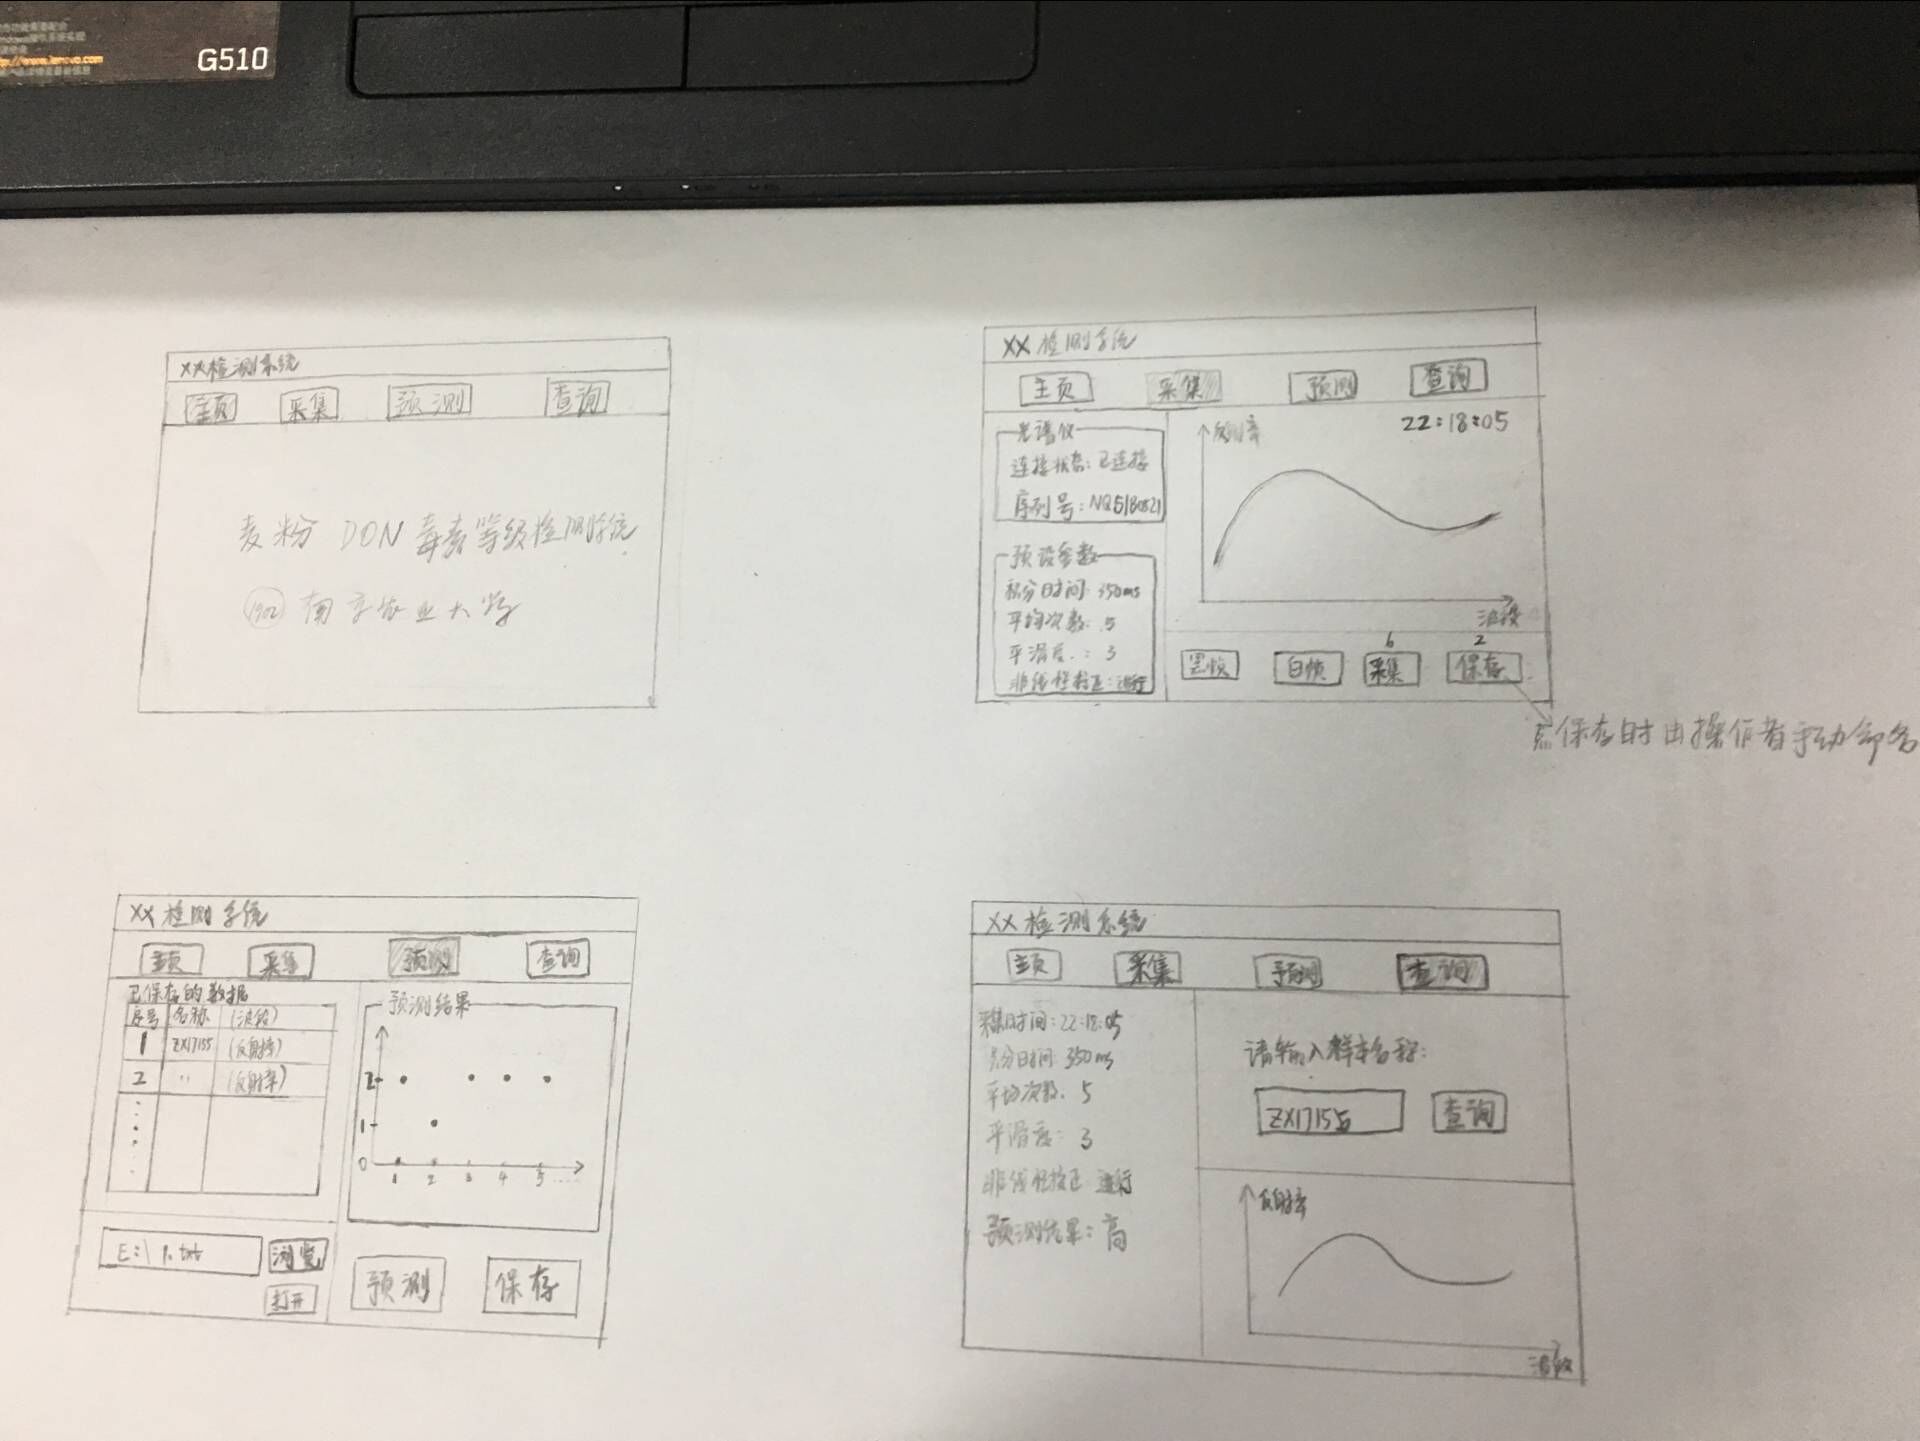 http://www.lenovo.com
G510
XX检测系统
主页 采集 预测 查询
麦粉 DON 毒素等级检测系统
1902 南京农业大学
XX 检测系统
主页 采集 预测 查询
光谱仪
连接状态: 已连接
序列号: NQ5180821
预设参数
积分时间: 350ms
平均次数: 5
平滑度: 3
非线性校正: 进行
22:18:05
反射率
波段
6 2
黑帧 白帧 采集 保存
点保存时由操作者手动命名
XX 检测系统
主页 采集 预测 查询
已保存的数据
序号 名称 (波段)
1 ZX17155 (反射率)
2 〃 (反射率)
E:\1.txt 浏览
打开
预测结果
2
1
0
1 2 3 4 5 ....
预测 保存
XX 检测系统
主页 采集 预测 查询
采集时间: 22:18:05
积分时间: 350ms
平均次数: 5
平滑度: 3
非线性校正: 进行
预测结果: 高
请输入样本名称:
ZX17155 查询
反射率
波段